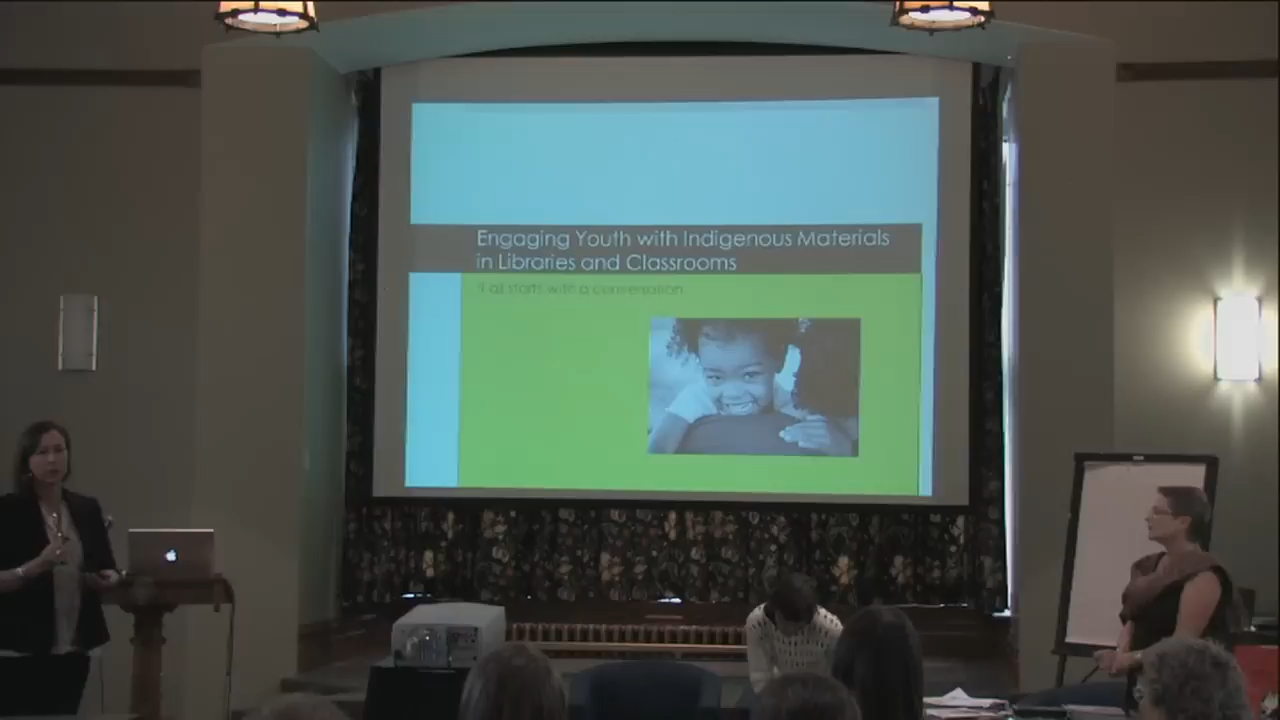 Engaging Youth with Indigenous Materials
in Libraries and Classrooms
It all starts with a conversation